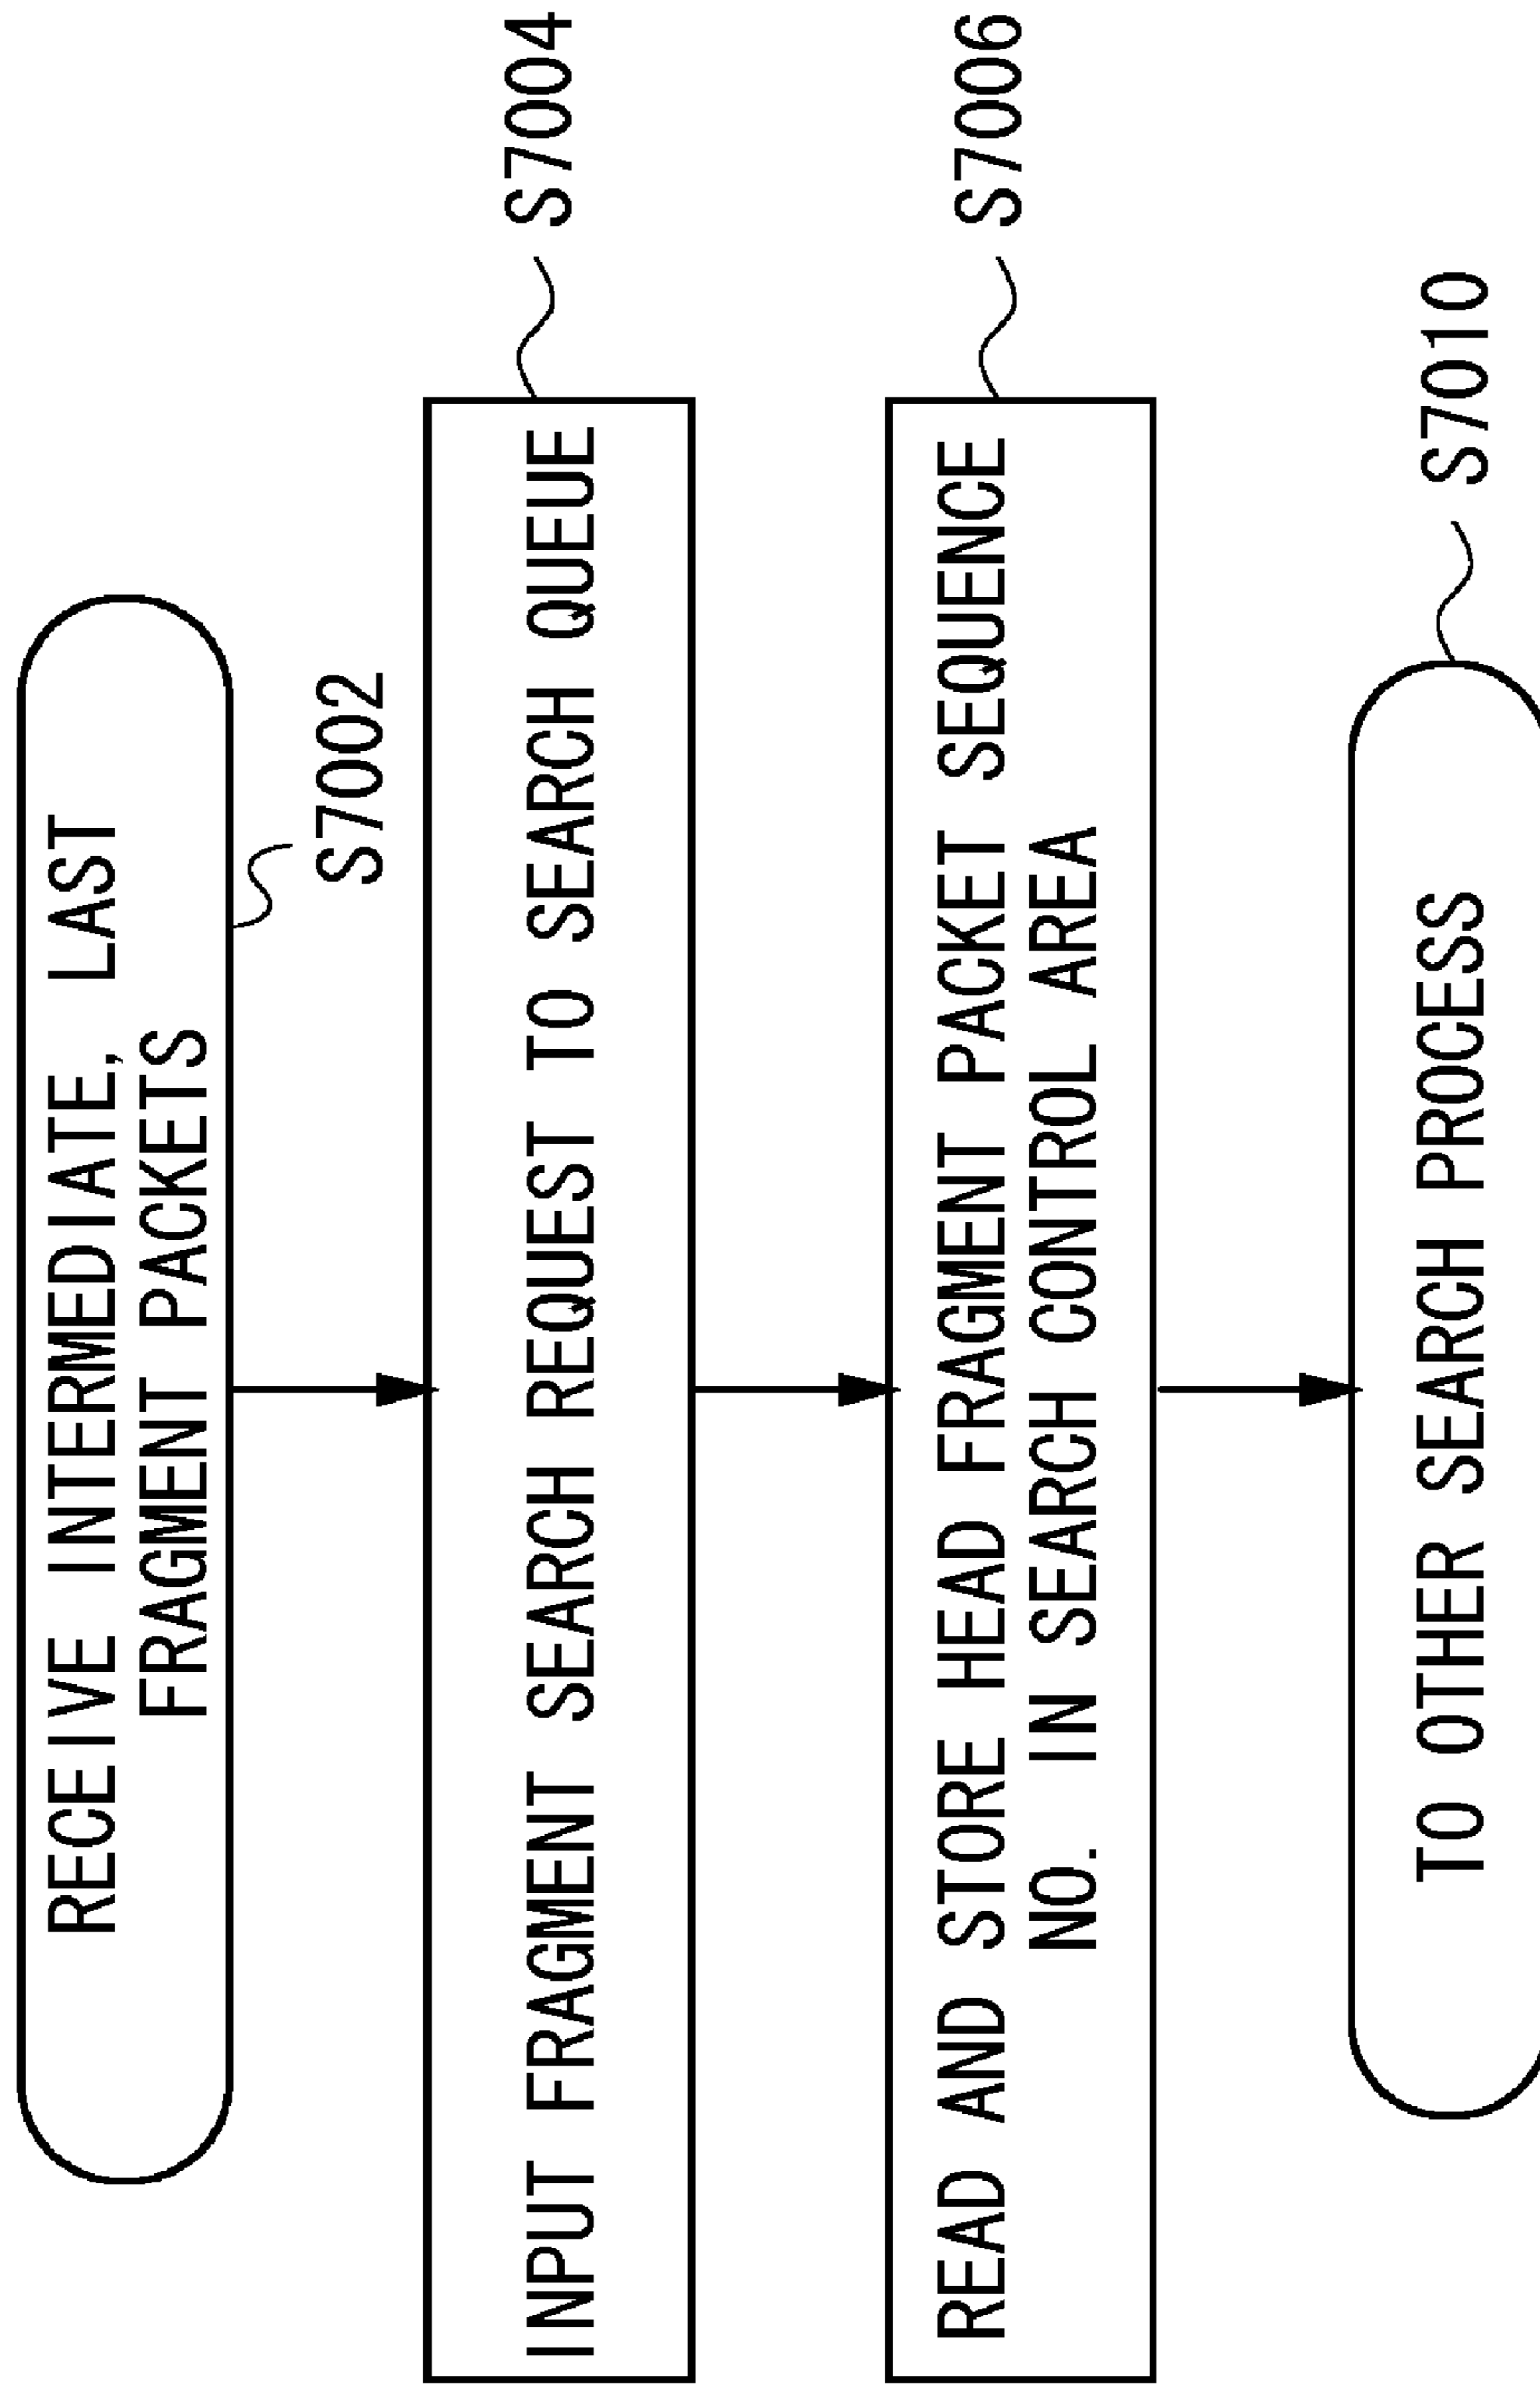 RECEIVE INTERMEDIATE, LAST
FRAGMENT PACKETS
S7002
INPUT FRAGMENT SEARCH REQUEST TO SEARCH QUEUE
S7004
READ AND STORE HEAD FRAGMENT PACKET SEQUENCE
NO. IN SEARCH CONTROL AREA
S7006
TO OTHER SEARCH PROCESS
S7010